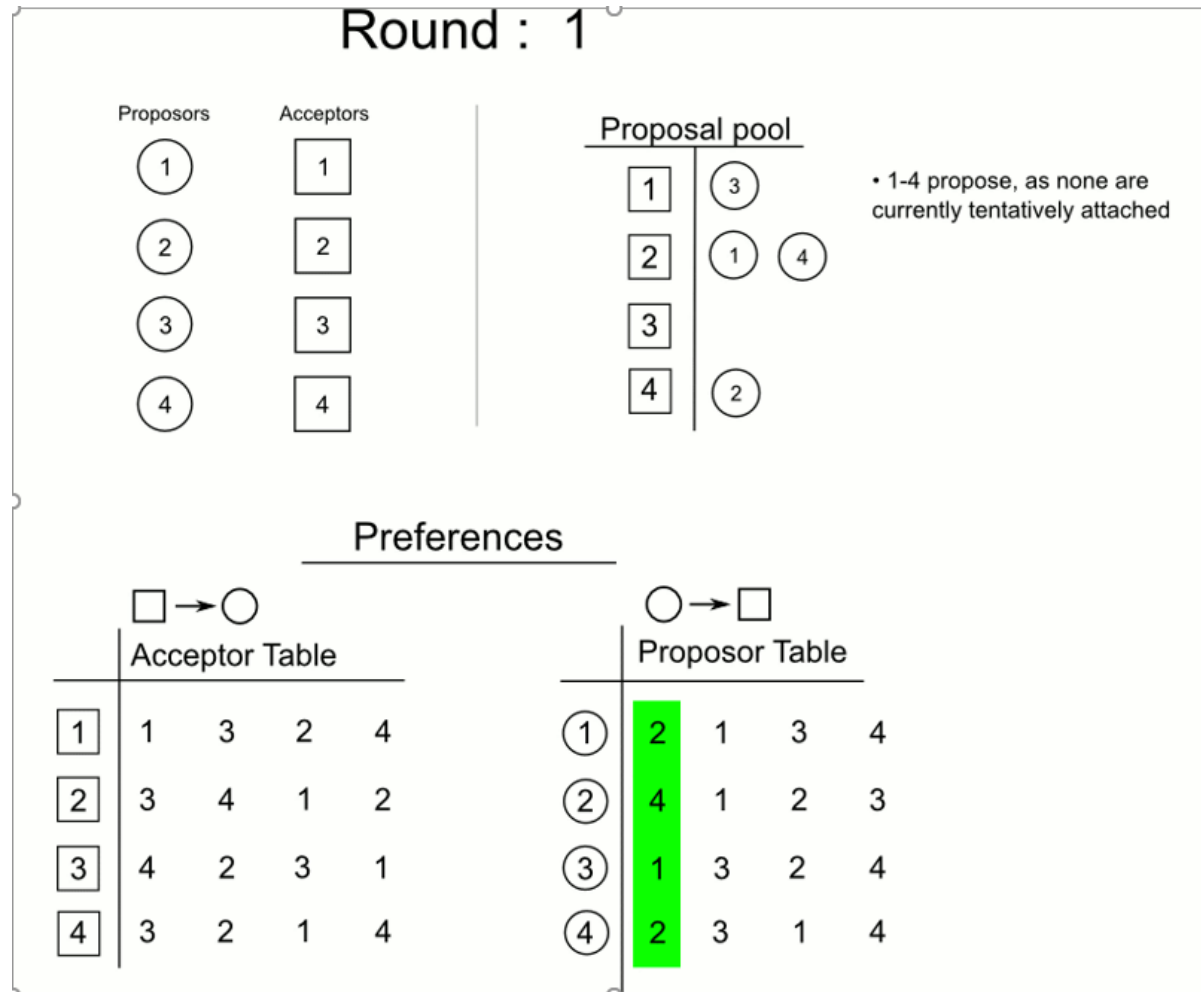 Round : 1
Proposors Acceptors
1 1
2 2
3 3
4 4
Proposal pool
1 3
2 1 4
3
4 2
• 1-4 propose, as none are
currently tentatively attached
Preferences
Acceptor Table
1 1 3 2 4
2 3 4 1 2
3 4 2 3 1
4 3 2 1 4
Proposor Table
1 2 1 3 4
2 4 1 2 3
3 1 3 2 4
4 2 3 1 4